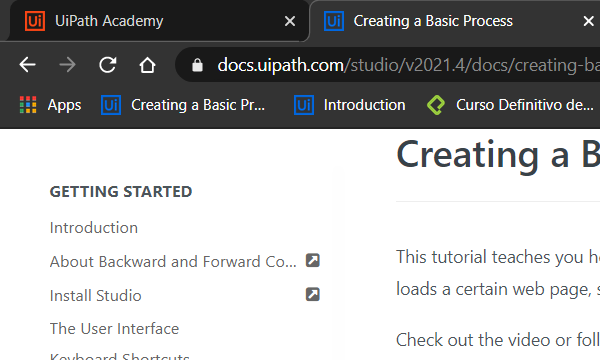 Ui UiPath Academy
Ui Creating a Basic Process
docs.uipath.com/studio/v2021.4/docs/creating-ba
Apps
Ui Creating a Basic Pr...
Ui Introduction
Curso Definitivo de...
GETTING STARTED
Introduction
About Backward and Forward Co...
Install Studio
The User Interface
Keyboard Shortcuts
Creating a B
This tutorial teaches you h
loads a certain web page, s
Check out the video or foll